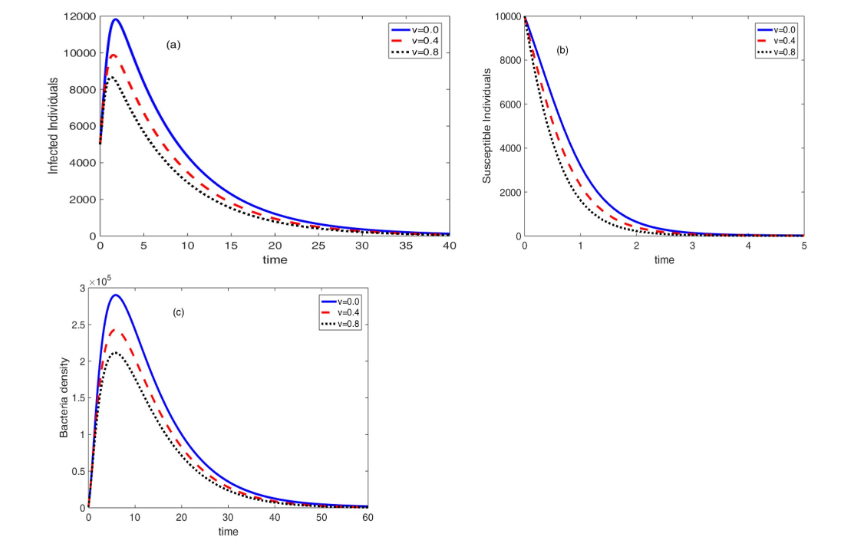 12000
10000
8000
6000
4000
2000
0
0 5 10 15 20 25 30 35 40
Infected Individuals
time
(a)
v=0.0
v=0.4
v=0.8
10000
8000
6000
4000
2000
0
0 1 2 3 4 5
Susceptible Individuals
time
(b)
v=0.0
v=0.4
v=0.8
×10⁵
3
2.5
2
1.5
1
0.5
0
0 10 20 30 40 50 60
Bacteria density
time
(c)
v=0.0
v=0.4
v=0.8